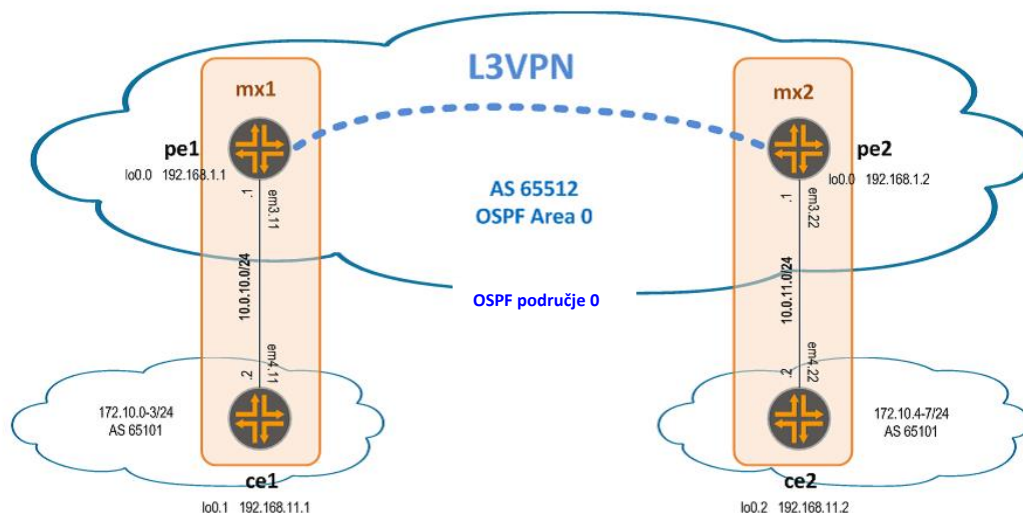 L3VPN
mx1
mx2
pe1
pe2
lo0.0 192.168.1.1
lo0.0 192.168.1.2
AS 65512
OSPF Area 0
.1
em3.11
.1
em3.22
10.0.10.0/24
10.0.11.0/24
OSPF područje 0
.2
em4.11
.2
em4.22
172.10.0-3/24
AS 65101
172.10.4-7/24
AS 65101
ce1
ce2
lo0.1 192.168.11.1
lo0.2 192.168.11.2